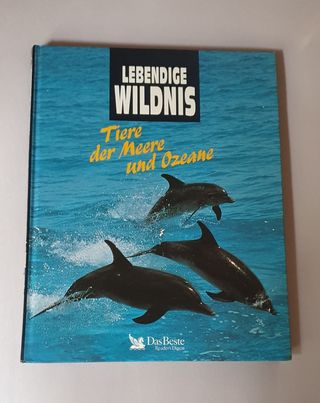 LEBENDIGE
WILDNIS
Tiere
der Meere
und Ozeane
Das Beste
Reader's Digest